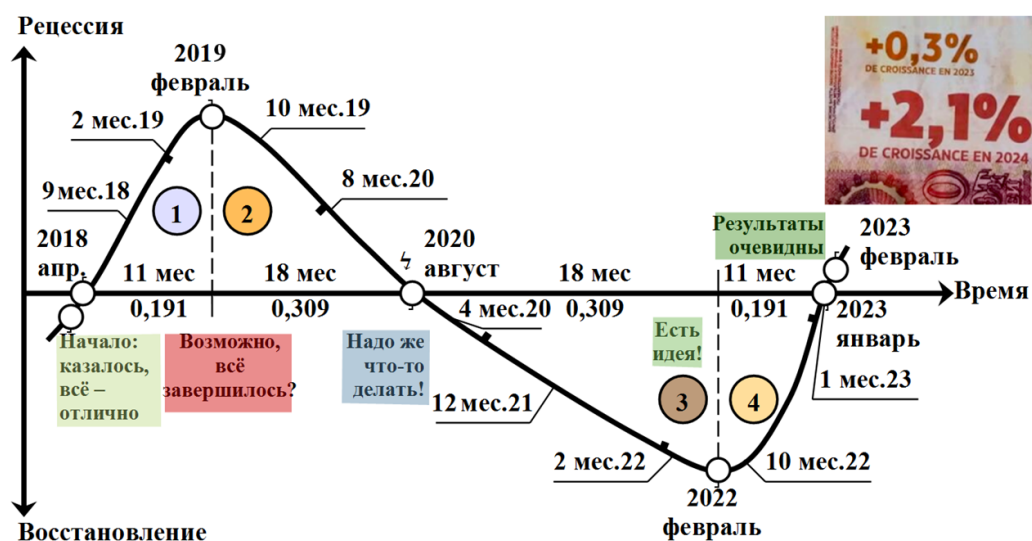 Рецессия
2019
февраль
2 мес.19
10 мес.19
9 мес.18
8 мес.20
1
2
2018
апр.
11 мес
18 мес
2020
август
18 мес
11 мес
Результаты
очевидны
2023
февраль
Время
0,191
0,309
4 мес.20
0,309
0,191
2023
январь
Начало:
казалось,
всё –
отлично
Возможно,
всё
завершилось?
Надо же
что-то
делать!
Есть
идея!
3
4
1 мес.23
12 мес.21
2 мес.22
10 мес.22
2022
февраль
Восстановление
+0,3%
DE CROISSANCE EN 2023
+2,1%
DE CROISSANCE EN 2024